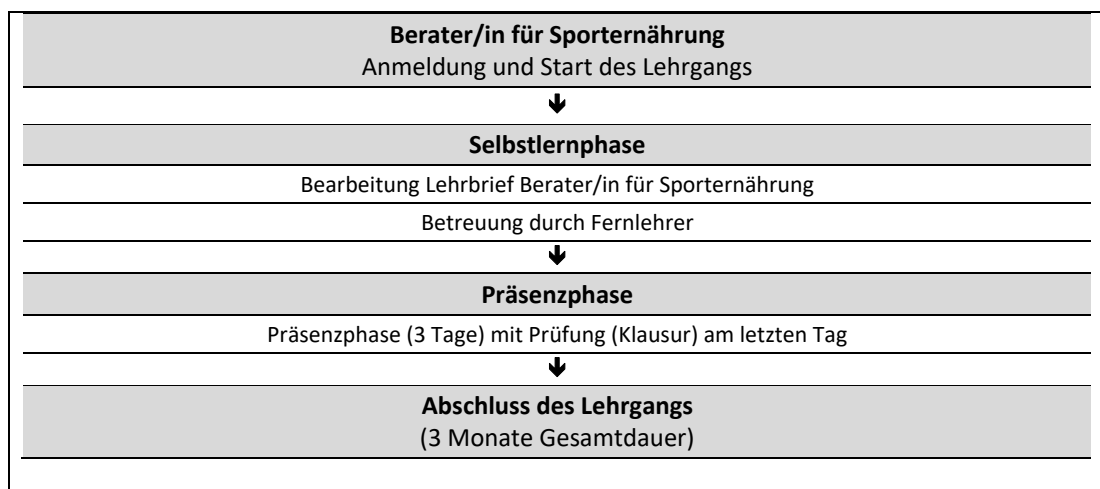 Berater/in für Sporternährung
Anmeldung und Start des Lehrgangs
Selbstlernphase
Bearbeitung Lehrbrief Berater/in für Sporternährung
Betreuung durch Fernlehrer
Präsenzphase
Präsenzphase (3 Tage) mit Prüfung (Klausur) am letzten Tag
Abschluss des Lehrgangs
(3 Monate Gesamtdauer)